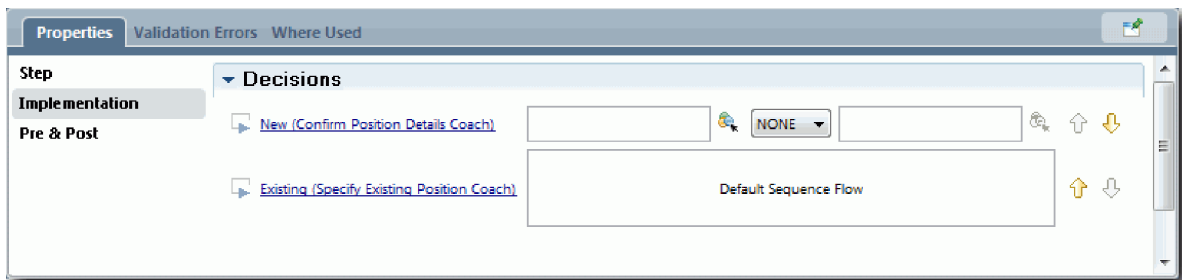 Properties Validation Errors Where Used
Step
Implementation
Pre & Post
Decisions
New (Confirm Position Details Coach) NONE
Existing (Specify Existing Position Coach) Default Sequence Flow